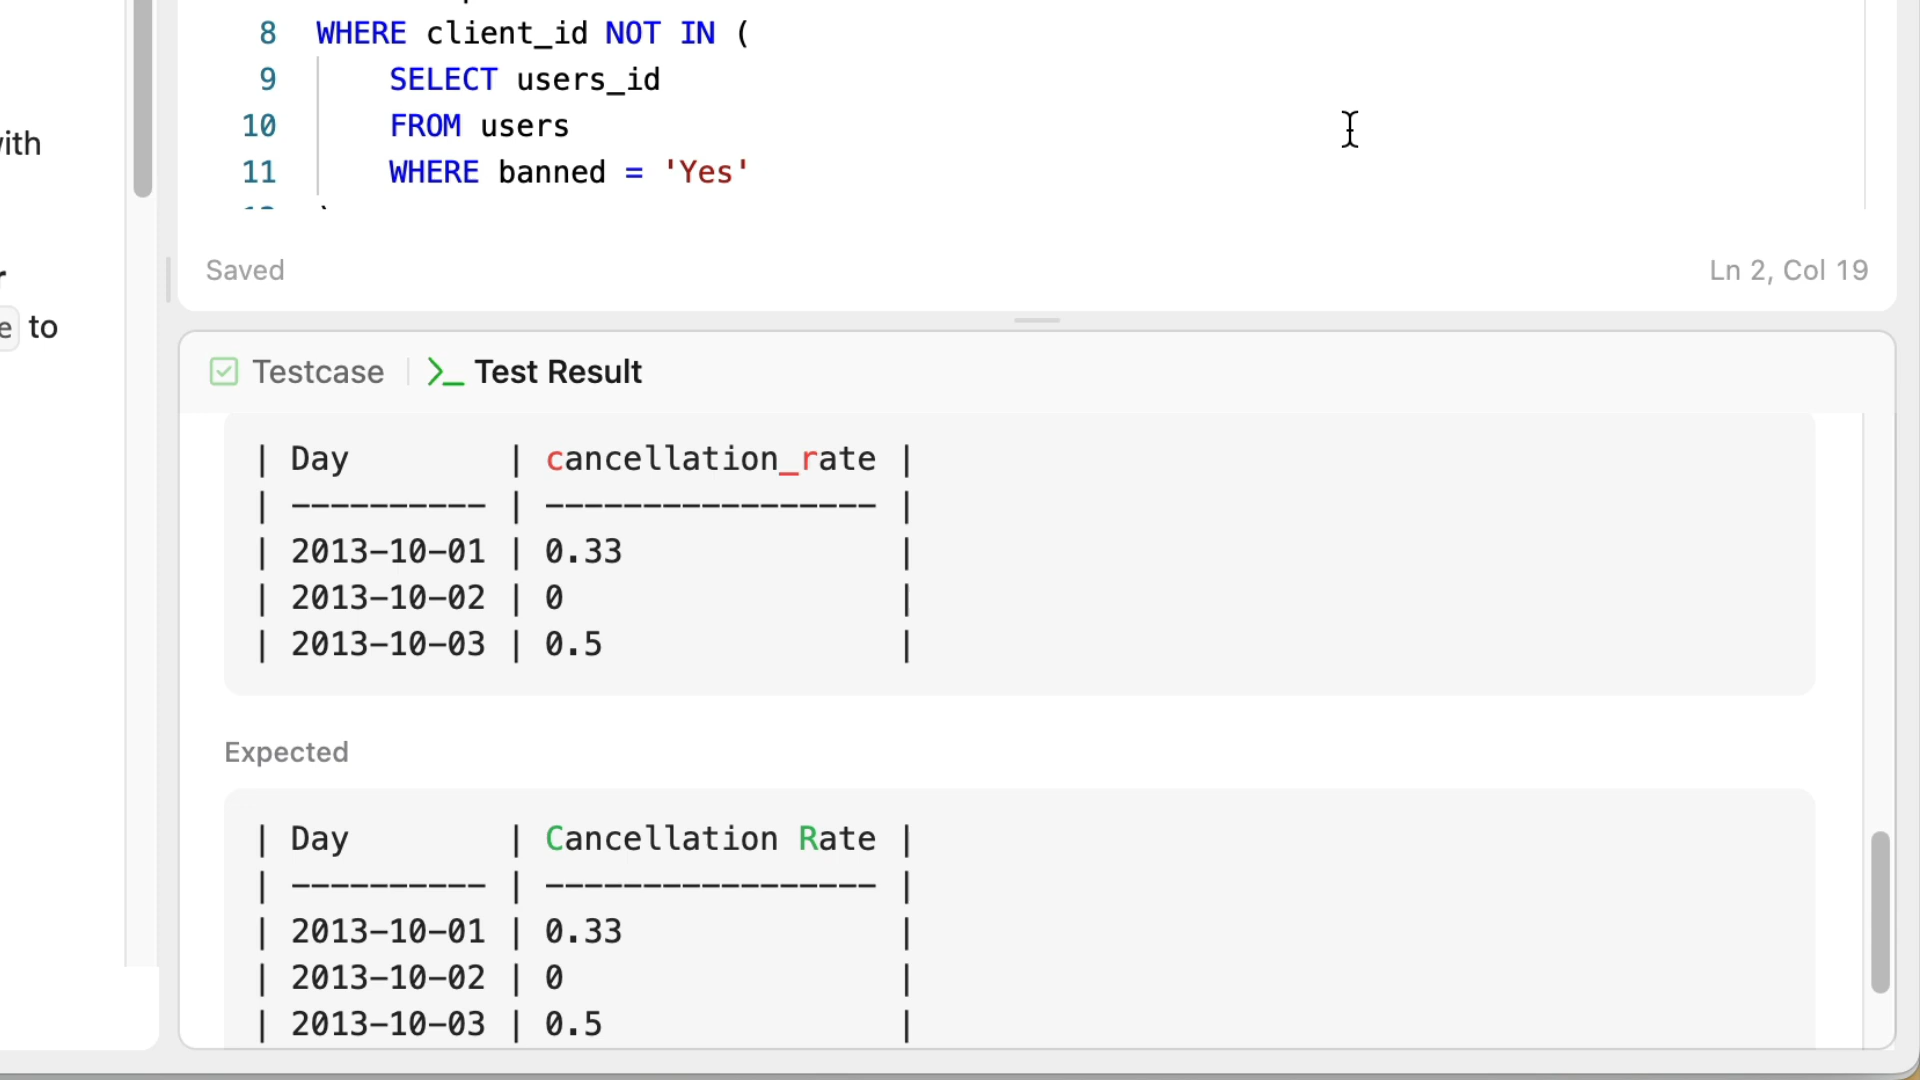 ith
r
e to
8 WHERE client_id NOT IN (
9 SELECT users_id
10 FROM users
11 WHERE banned = 'Yes'
Saved
Ln 2, Col 19
Testcase | >_ Test Result
| Day | cancellation_rate |
| ---------- | ----------------- |
| 2013-10-01 | 0.33 |
| 2013-10-02 | 0 |
| 2013-10-03 | 0.5 |
Expected
| Day | Cancellation Rate |
| ---------- | ----------------- |
| 2013-10-01 | 0.33 |
| 2013-10-02 | 0 |
| 2013-10-03 | 0.5 |